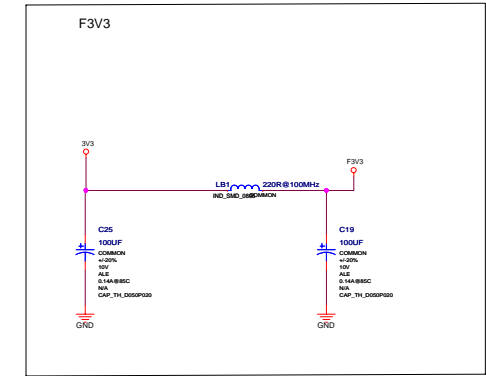 F3V3
3V3
F3V3
LB1 220R@100MHz
COMMON
C25
100UF
COMMON
+/-20%
10V
ALE
0.14A@85C
N/A
CAP_TH_D050P020
GND
C19
100UF
COMMON
+/-20%
10V
ALE
0.14A@85C
N/A
CAP_TH_D050P020
GND